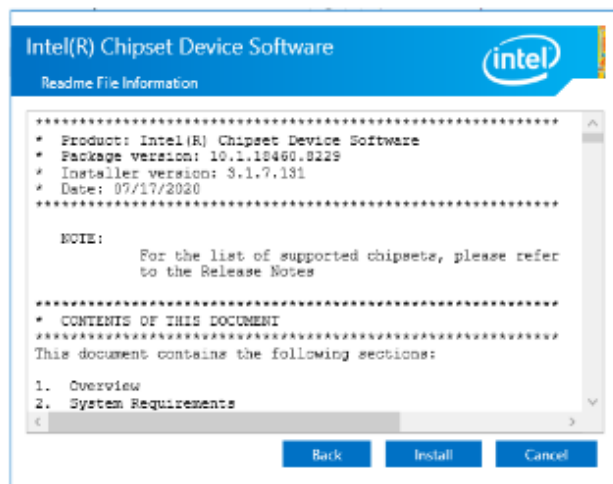 Intel(R) Chipset Device Software
intel
Readme File Information
************************************************************
* Product: Intel(R) Chipset Device Software
* Package version: 10.1.18460.8229
* Installer version: 3.1.7.131
* Date: 07/17/2020
************************************************************
NOTE:
For the list of supported chipsets, please refer
to the Release Notes
************************************************************
* CONTENTS OF THIS DOCUMENT
************************************************************
This document contains the following sections:
1. Overview
2. System Requirements
Back Install Cancel